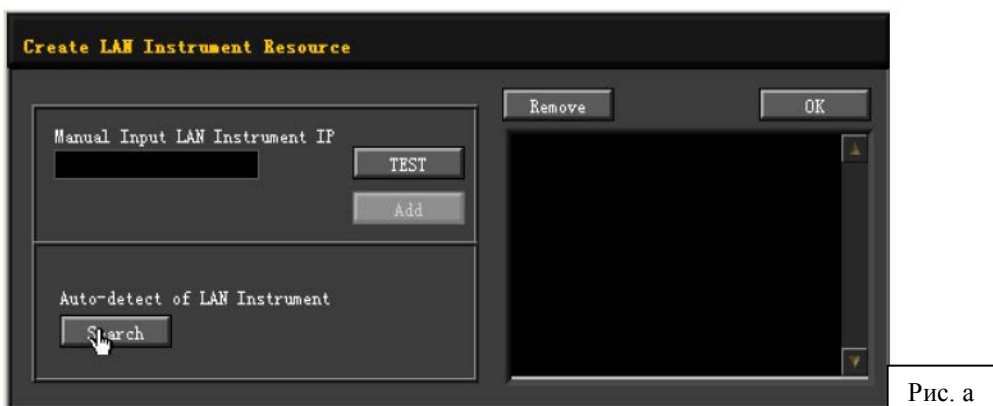 Create LAN Instrument Resource
Manual Input LAN Instrument IP
TEST
Add
Auto-detect of LAN Instrument
Search
Remove
OK
Рис. а